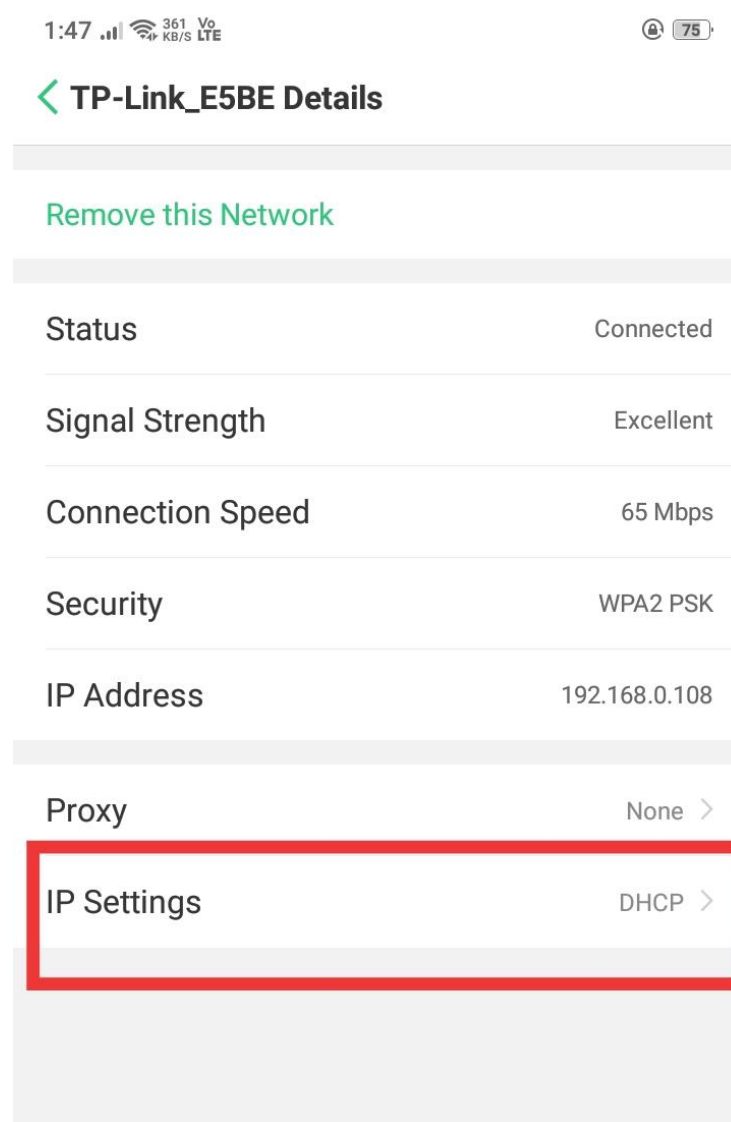 1:47 361 KB/S Vo LTE 75
TP-Link_E5BE Details
Remove this Network
Status Connected
Signal Strength Excellent
Connection Speed 65 Mbps
Security WPA2 PSK
IP Address 192.168.0.108
Proxy None
IP Settings DHCP